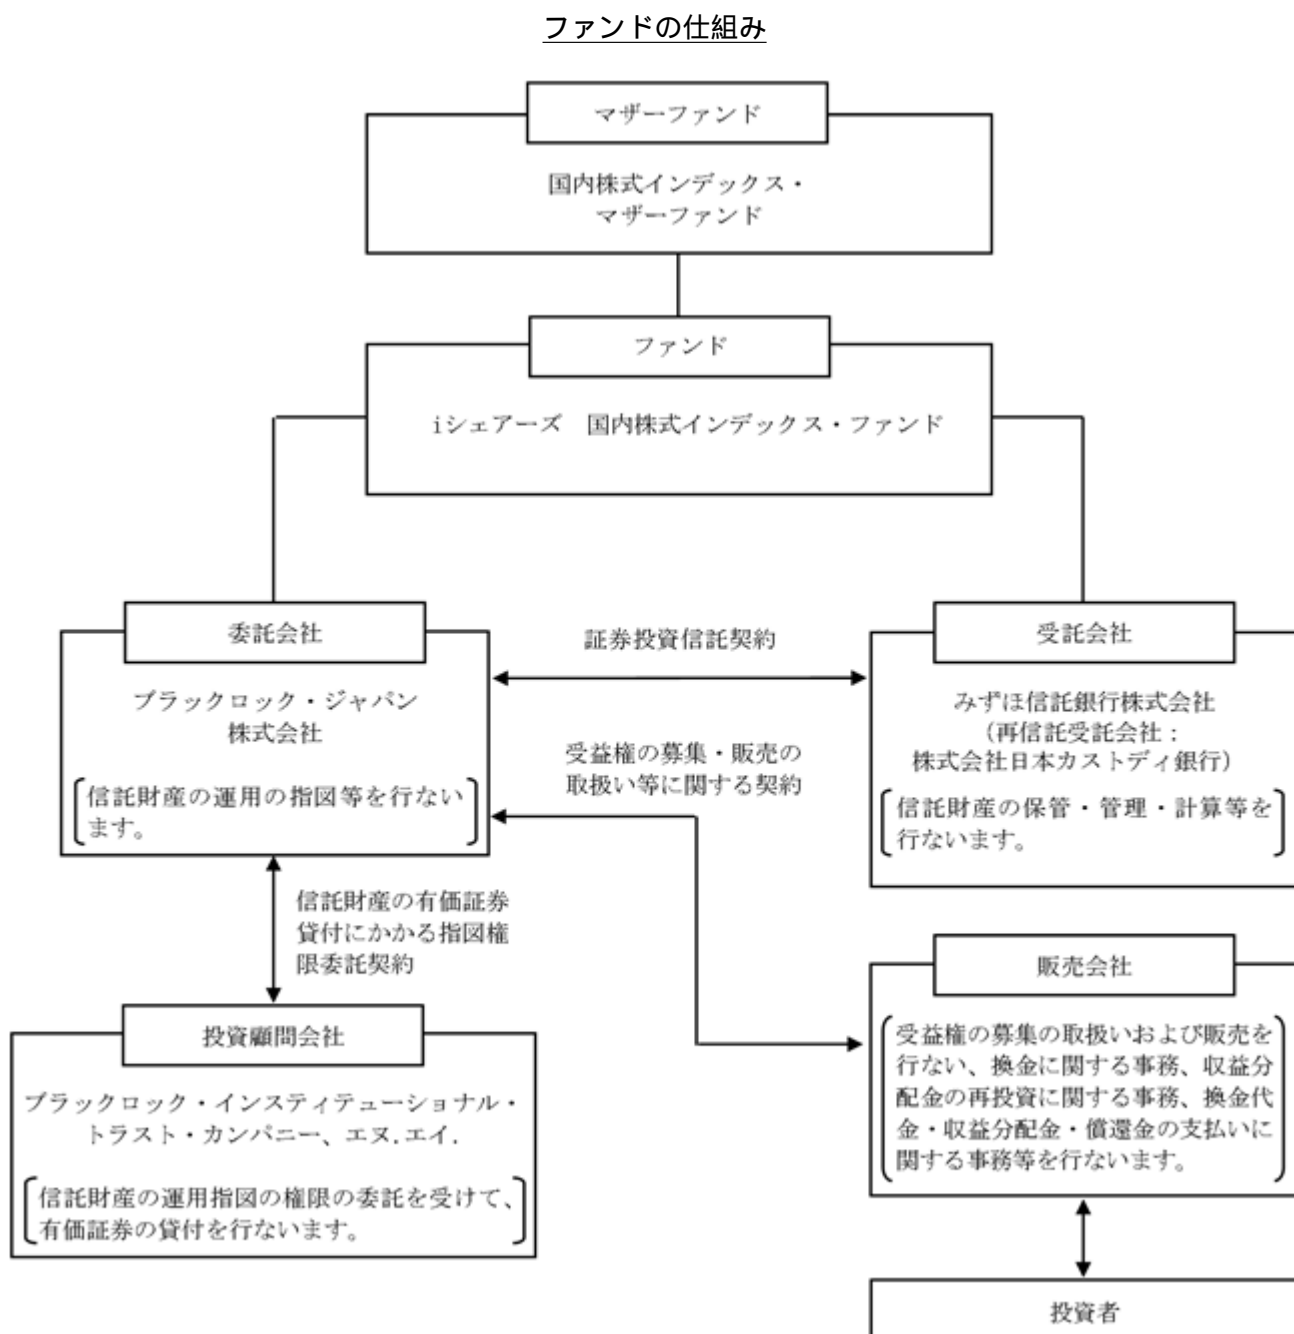 ファンドの仕組み
マザーファンド
国内株式インデックス・
マザーファンド
ファンド
iシェアーズ　国内株式インデックス・ファンド
委託会社
ブラックロック・ジャパン
株式会社
信託財産の運用の指図等を行ない
ます。
証券投資信託契約
受益権の募集・販売の
取扱い等に関する契約
受託会社
みずほ信託銀行株式会社
（再信託受託会社：
株式会社日本カストディ銀行）
信託財産の保管・管理・計算等を
行ないます。
信託財産の有価証券
貸付にかかる指図権
限委託契約
投資顧問会社
ブラックロック・インスティテューショナル・
トラスト・カンパニー、エヌ.エイ.
信託財産の運用指図の権限の委託を受けて、
有価証券の貸付を行ないます。
販売会社
受益権の募集の取扱いおよび販売を
行ない、換金に関する事務、収益分
配金の再投資に関する事務、換金代
金・収益分配金・償還金の支払いに
関する事務等を行ないます。
投資者